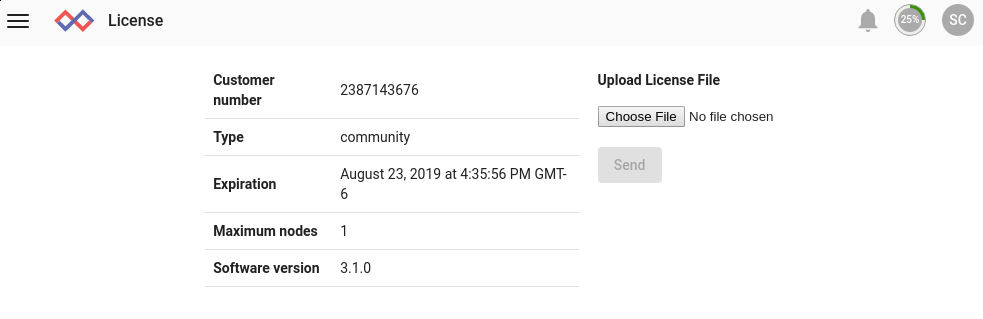 License
25%
SC
Customer
number
2387143676
Type
community
Expiration
August 23, 2019 at 4:35:56 PM GMT-
6
Maximum nodes
1
Software version
3.1.0
Upload License File
Choose File No file chosen
Send